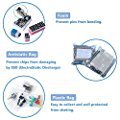 Foam
Prevent pins from bending.
Antistatic Bag
Prevent chips from damaging
by ESD (ElectroStatic Discharge)
Plastic Bag
Easy to collect and well protected
from shaking.